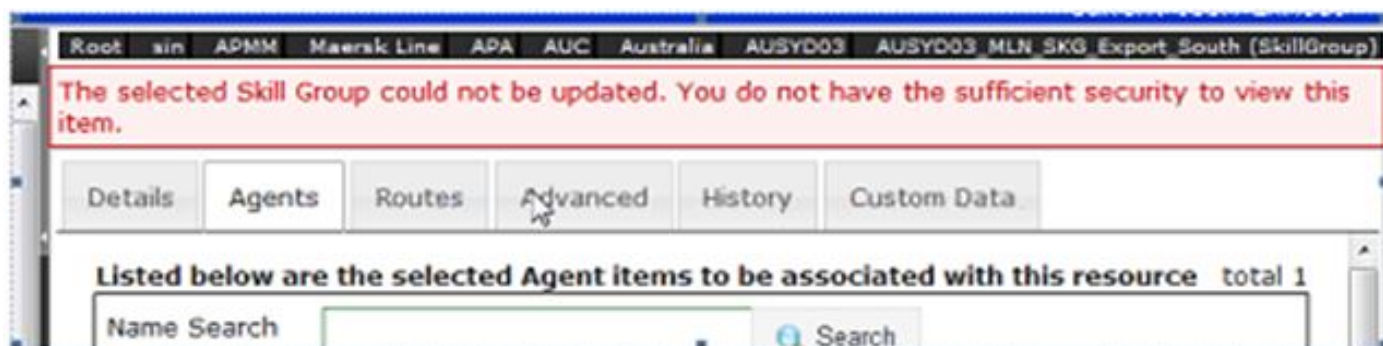 Root sin APMM Maersk Line APA AUC Australia AUSYD03 AUSYD03_MLN_SKG_Export_South (SkillGroup)
The selected Skill Group could not be updated. You do not have the sufficient security to view this
item.
Details Agents Routes Advanced History Custom Data
Listed below are the selected Agent items to be associated with this resource total 1
Name Search Search